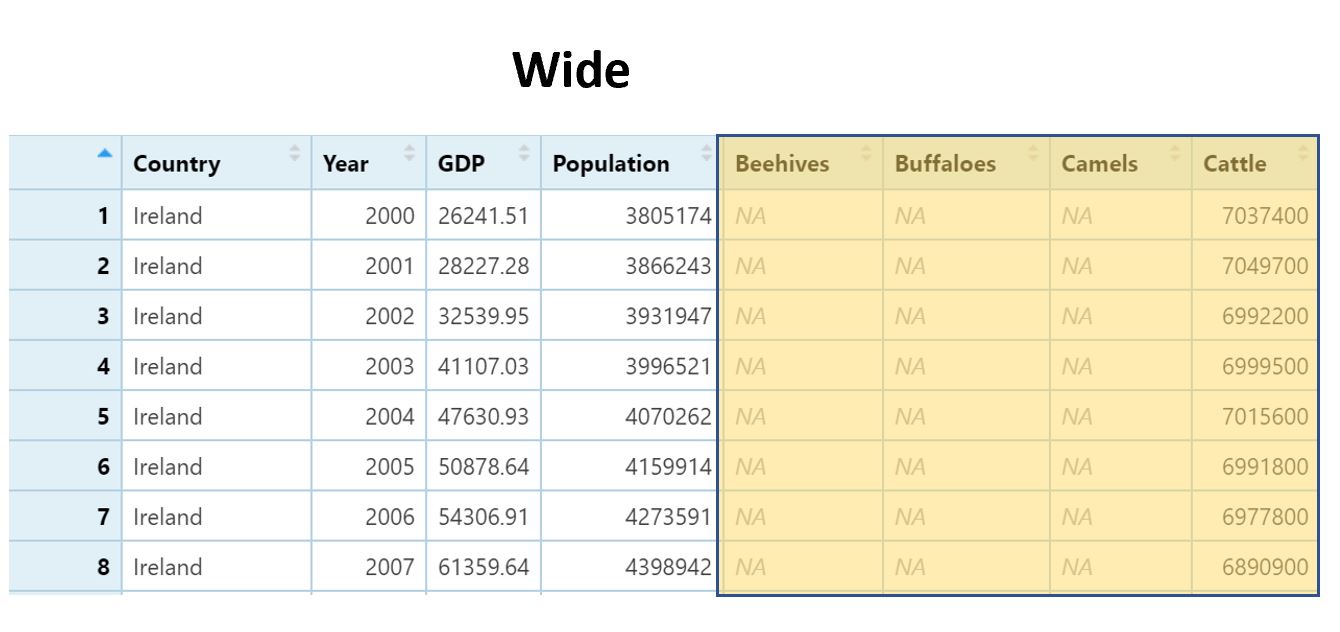 Wide
Country Year GDP Population Beehives Buffaloes Camels Cattle
1 Ireland 2000 26241.51 3805174 NA NA NA 7037400
2 Ireland 2001 28227.28 3866243 NA NA NA 7049700
3 Ireland 2002 32539.95 3931947 NA NA NA 6992200
4 Ireland 2003 41107.03 3996521 NA NA NA 6999500
5 Ireland 2004 47630.93 4070262 NA NA NA 7015600
6 Ireland 2005 50878.64 4159914 NA NA NA 6991800
7 Ireland 2006 54306.91 4273591 NA NA NA 6977800
8 Ireland 2007 61359.64 4398942 NA NA NA 6890900